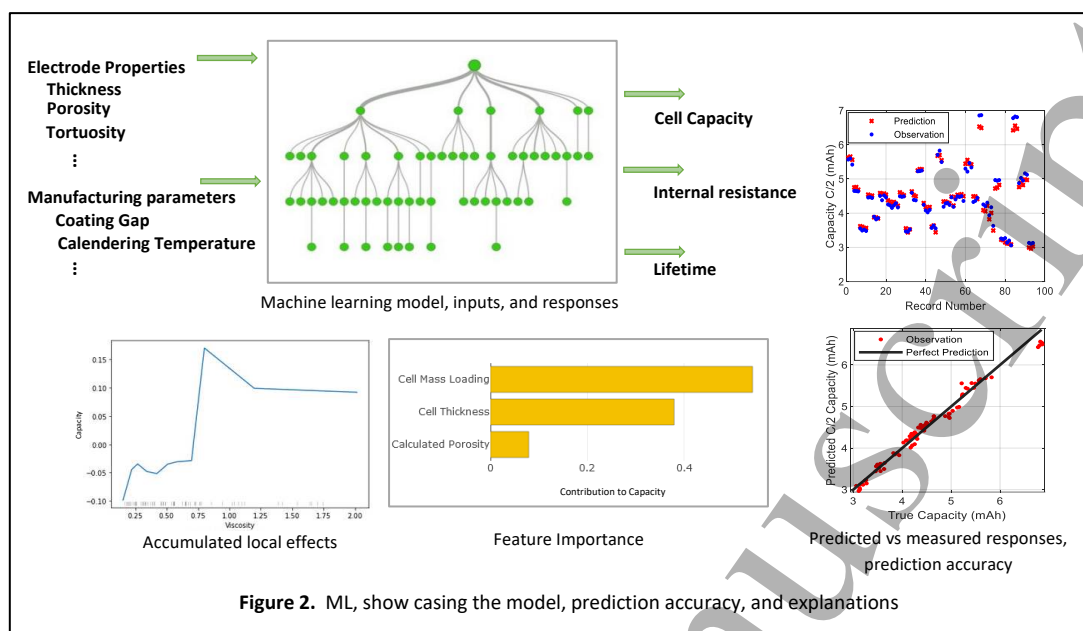 Electrode Properties
Thickness
Porosity
Tortuosity
⋮
Manufacturing parameters
Coating Gap
Calendering Temperature
⋮
Cell Capacity
Internal resistance
Lifetime
Machine learning model, inputs, and responses
Prediction
Observation
Capacity C/2 (mAh)
7
6
5
4
3
2
0 20 40 60 80 100
Record Number
0.15
0.10
0.05
0.00
−0.05
−0.10
Capacity
0.25 0.50 0.75 1.00 1.25 1.50 1.75 2.00
Viscosity
Accumulated local effects
Cell Mass Loading
Cell Thickness
Calculated Porosity
0 0.2 0.4
Contribution to Capacity
Feature Importance
Observation
Perfect Prediction
Predicted C/2 Capacity (mAh)
6
5
4
3
3 4 5 6
True Capacity (mAh)
Predicted vs measured responses,
prediction accuracy
Figure 2. ML, show casing the model, prediction accuracy, and explanations